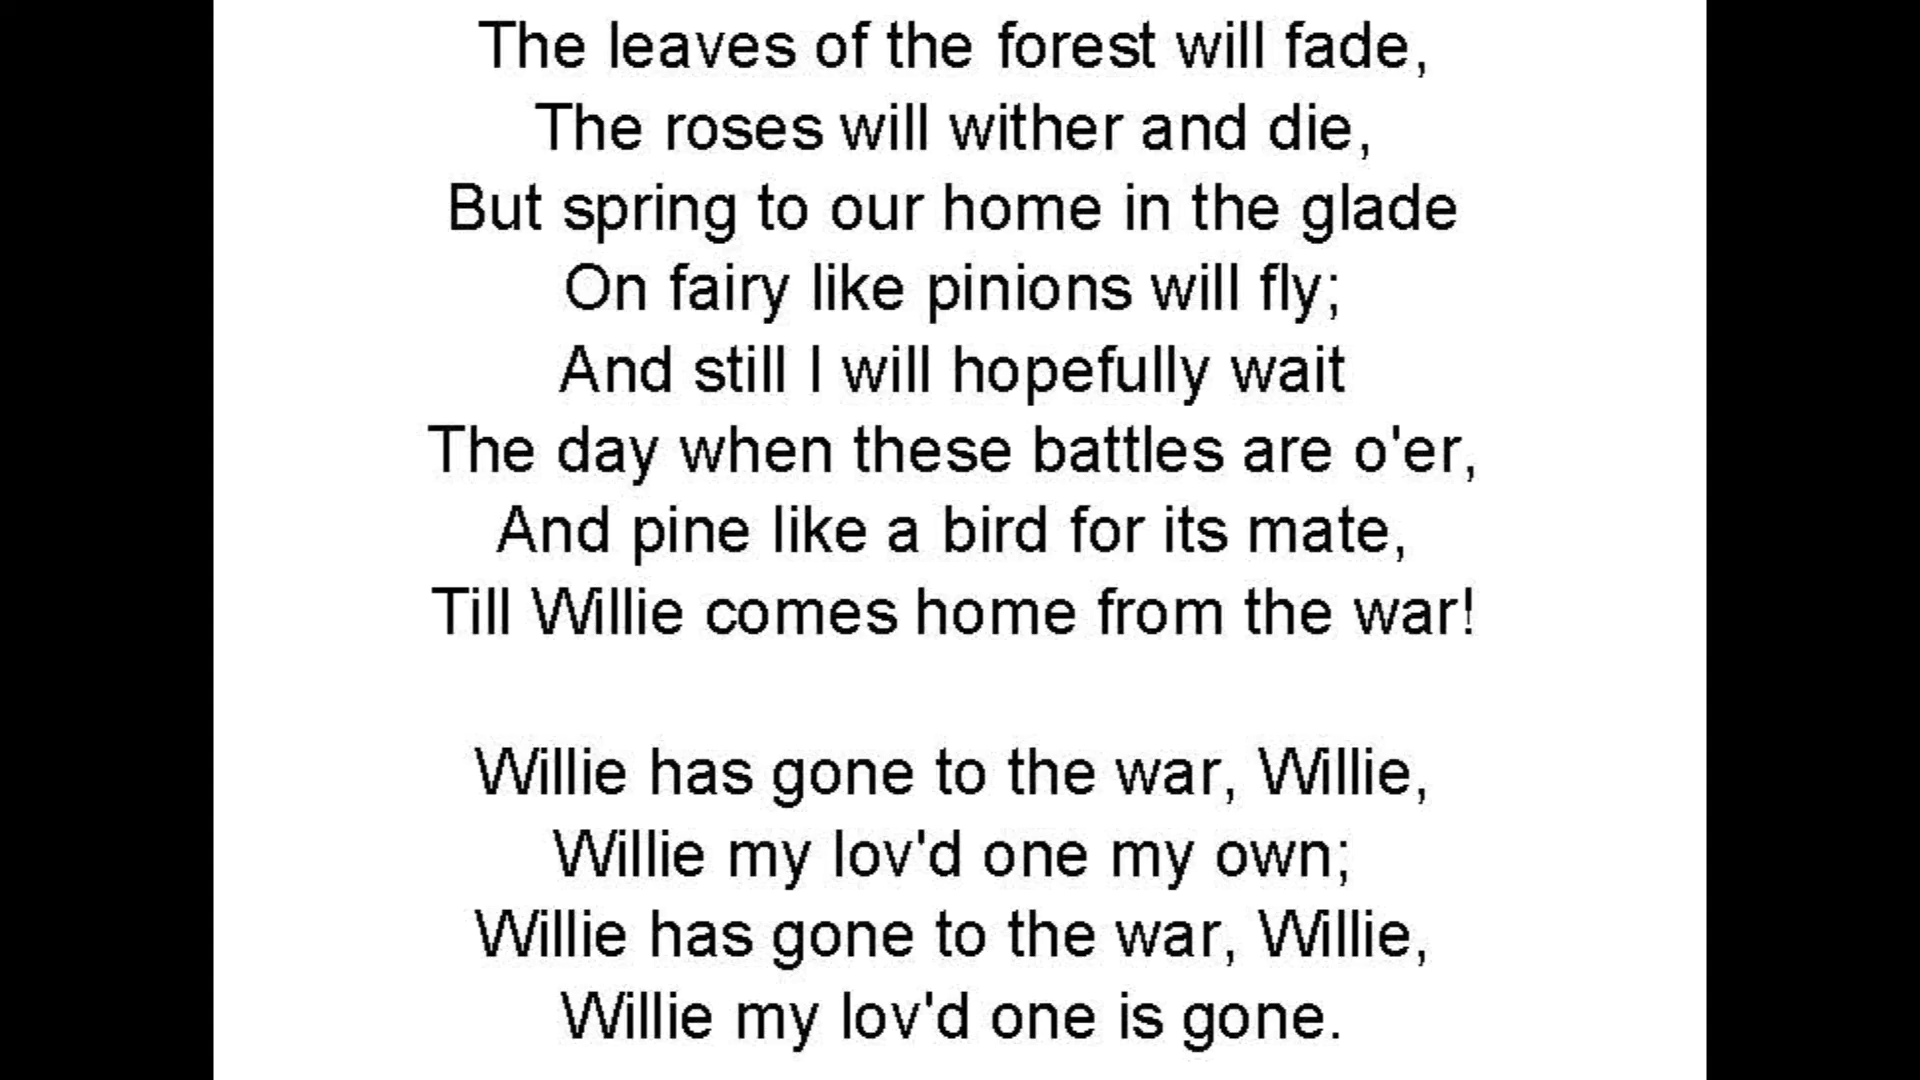 The leaves of the forest will fade,
The roses will wither and die,
But spring to our home in the glade
On fairy like pinions will fly;
And still I will hopefully wait
The day when these battles are o'er,
And pine like a bird for its mate,
Till Willie comes home from the war!
Willie has gone to the war, Willie,
Willie my lov'd one my own;
Willie has gone to the war, Willie,
Willie my lov'd one is gone.